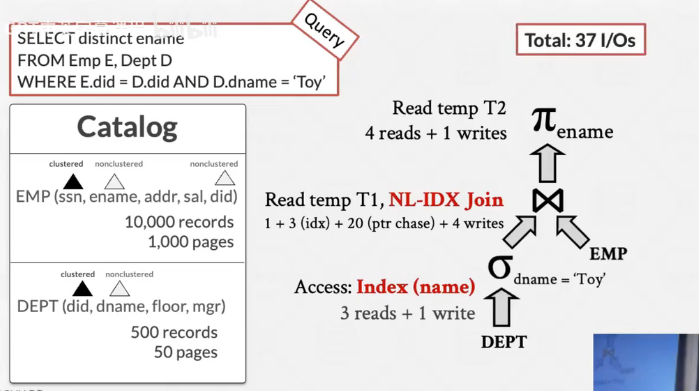 SELECT distinct ename
FROM Emp E, Dept D
WHERE E.did = D.did AND D.dname = ‘Toy’
Query
Total: 37 I/Os
Catalog
clustered nonclustered nonclustered
EMP (ssn, ename, addr, sal, did)
10,000 records
1,000 pages
clustered nonclustered
DEPT (did, dname, floor, mgr)
500 records
50 pages
Read temp T2
4 reads + 1 writes
π ename
Read temp T1, NL-IDX Join
1 + 3 (idx) + 20 (ptr chase) + 4 writes
⋈
EMP
σ dname = ‘Toy’
Access: Index (name)
3 reads + 1 write
DEPT